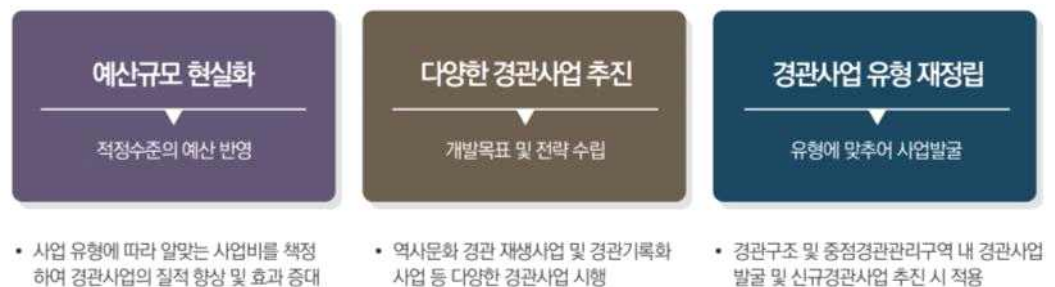 예산규모 현실화
적정수준의 예산 반영
• 사업 유형에 따라 알맞는 사업비를 책정
하여 경관사업의 질적 향상 및 효과 증대
다양한 경관사업 추진
개발목표 및 전략 수립
• 역사문화 경관 재생사업 및 경관기록화
사업 등 다양한 경관사업 시행
경관사업 유형 재정립
유형에 맞추어 사업발굴
• 경관구조 및 중점경관관리구역 내 경관사업
발굴 및 신규경관사업 추진 시 적용